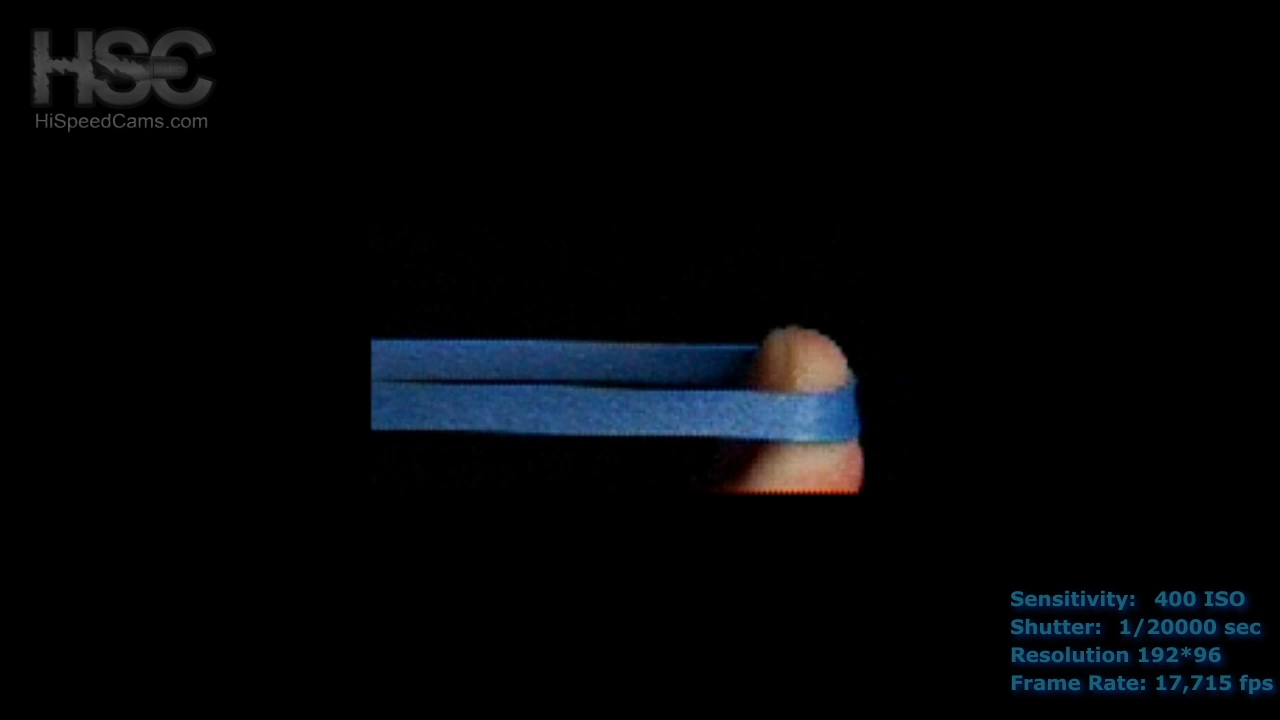 HSC
HiSpeedCams.com
Sensitivity: 400 ISO
Shutter: 1/20000 sec
Resolution 192*96
Frame Rate: 17,715 fps